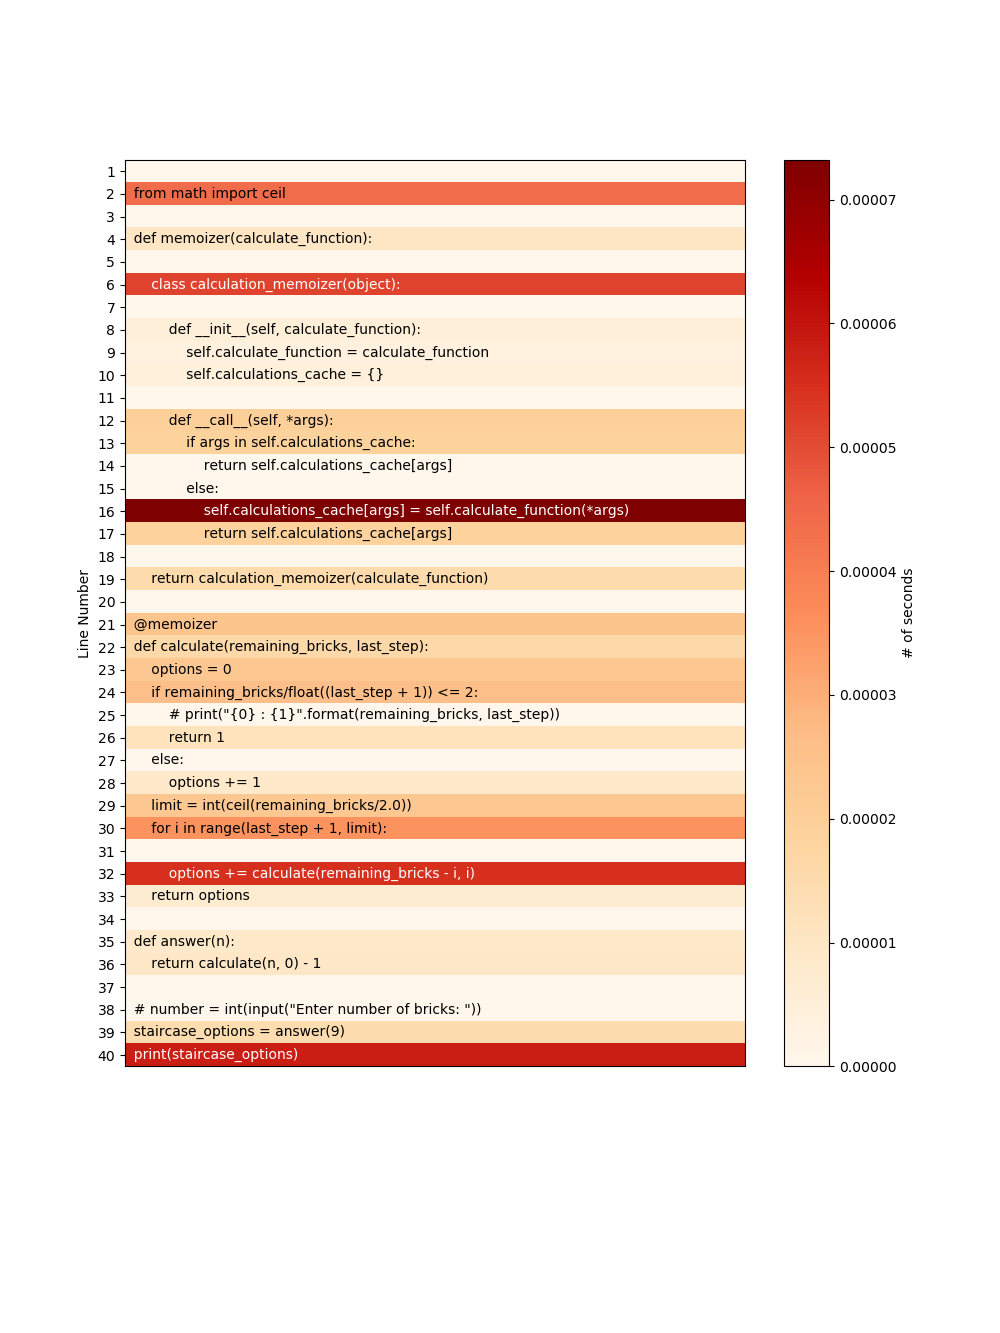 1
2 from math import ceil
3
4 def memoizer(calculate_function):
5
6     class calculation_memoizer(object):
7
8         def __init__(self, calculate_function):
9             self.calculate_function = calculate_function
10             self.calculations_cache = {}
11
12         def __call__(self, *args):
13             if args in self.calculations_cache:
14                 return self.calculations_cache[args]
15             else:
16                 self.calculations_cache[args] = self.calculate_function(*args)
17                 return self.calculations_cache[args]
18
19     return calculation_memoizer(calculate_function)
20
21 @memoizer
22 def calculate(remaining_bricks, last_step):
23     options = 0
24     if remaining_bricks/float((last_step + 1)) <= 2:
25         # print("{0} : {1}".format(remaining_bricks, last_step))
26         return 1
27     else:
28         options += 1
29     limit = int(ceil(remaining_bricks/2.0))
30     for i in range(last_step + 1, limit):
31
32         options += calculate(remaining_bricks - i, i)
33     return options
34
35 def answer(n):
36     return calculate(n, 0) - 1
37
38 # number = int(input("Enter number of bricks: "))
39 staircase_options = answer(9)
40 print(staircase_options)
Line Number
0.00007
0.00006
0.00005
0.00004
0.00003
0.00002
0.00001
0.00000
# of seconds